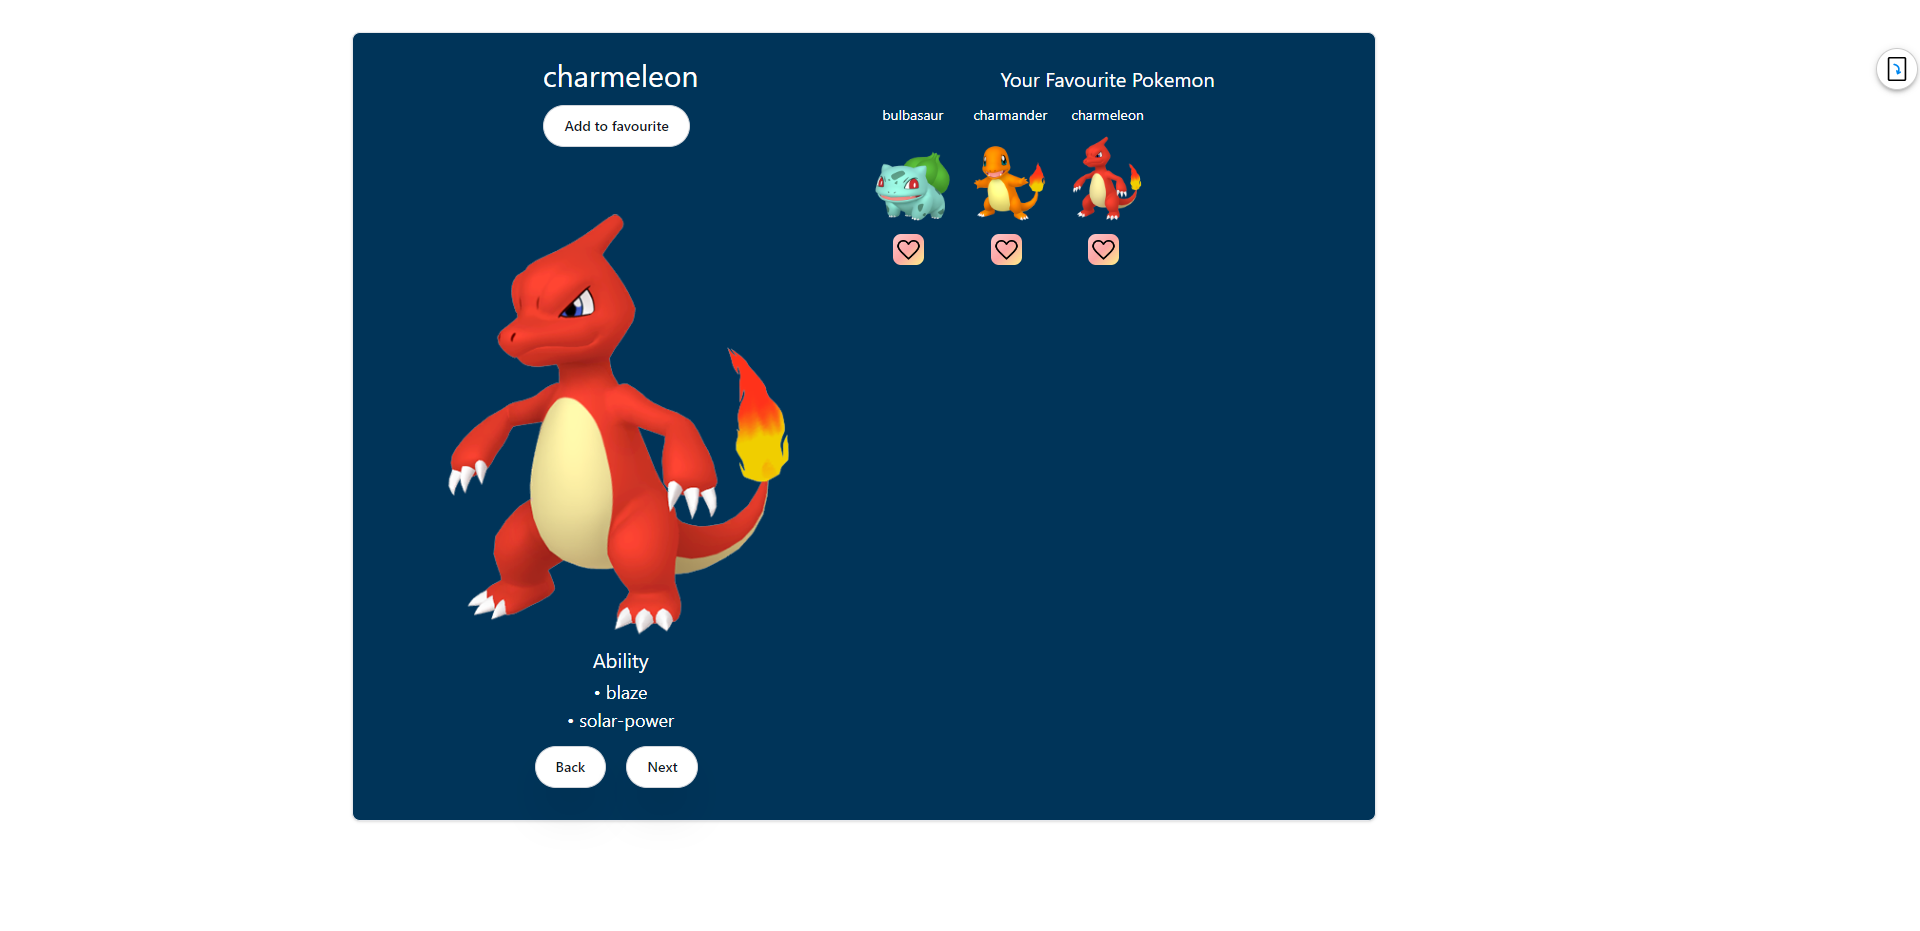 charmeleon
Add to favourite
Ability
• blaze
• solar-power
Back Next
Your Favourite Pokemon
bulbasaur charmander charmeleon